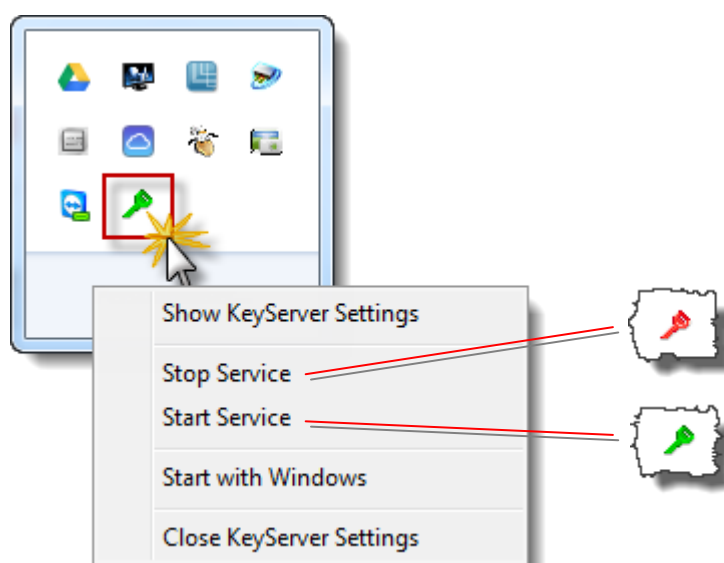 Show KeyServer Settings
Stop Service
Start Service
Start with Windows
Close KeyServer Settings